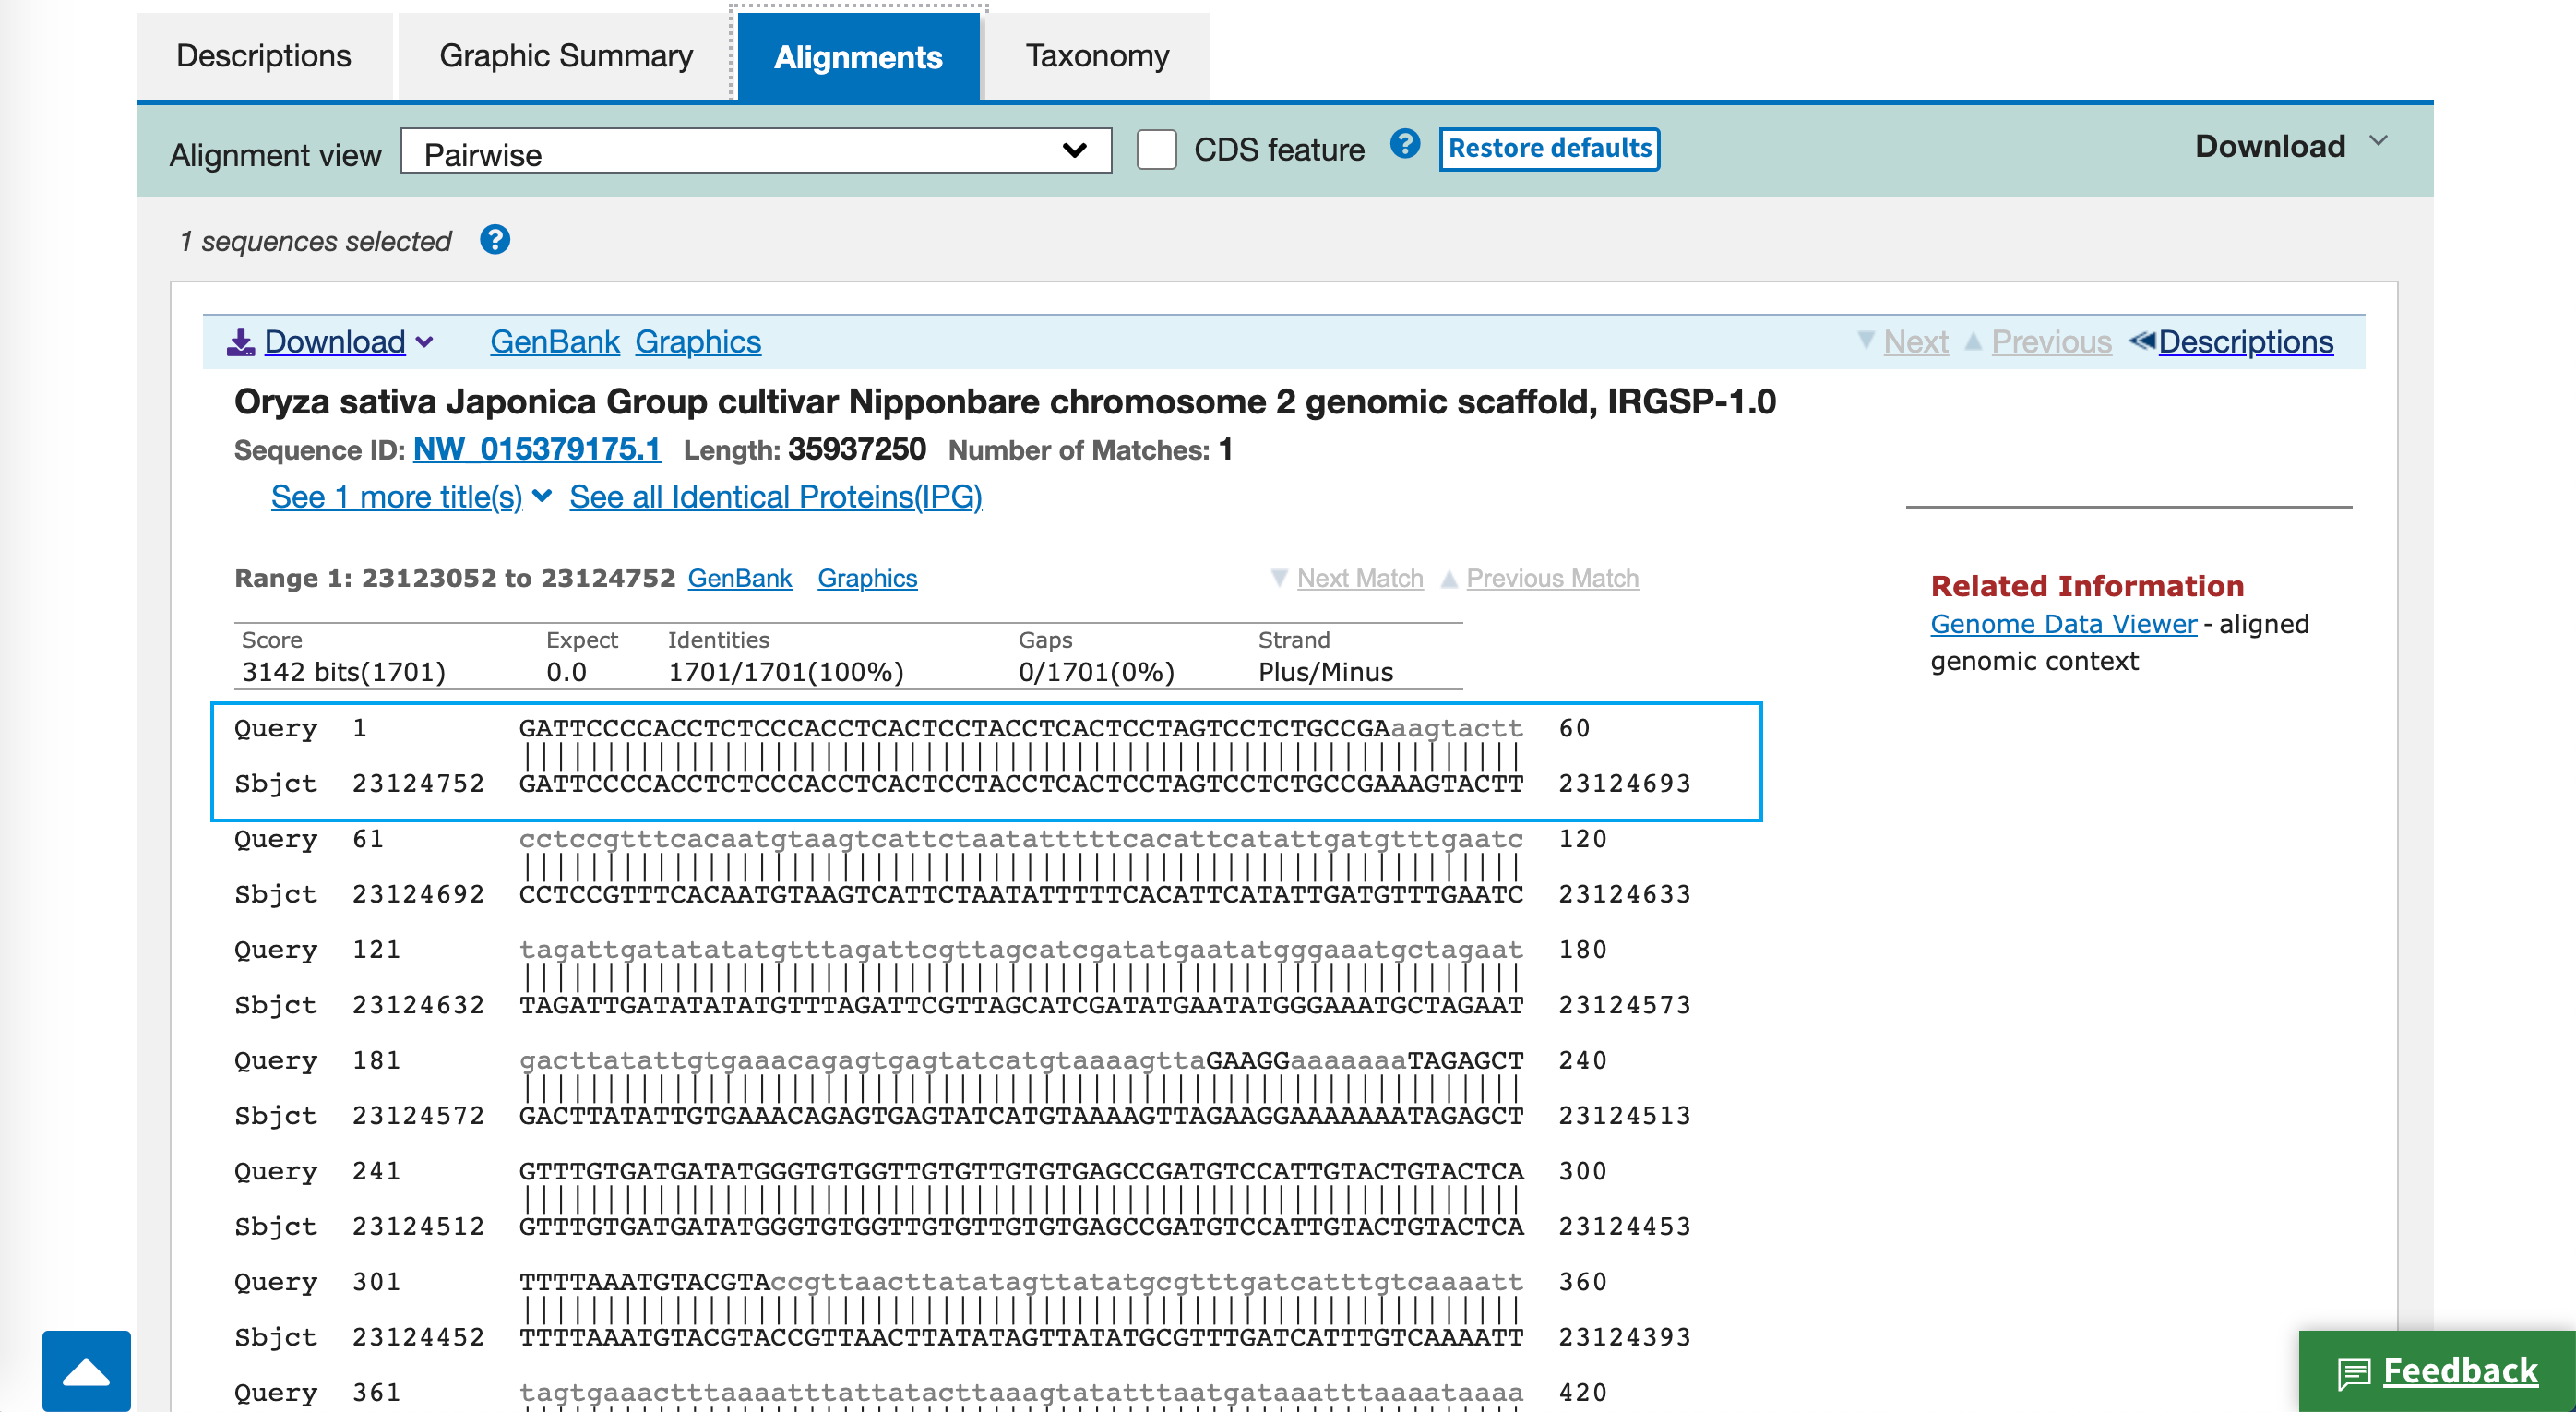 Descriptions Graphic Summary Alignments Taxonomy
Alignment view Pairwise CDS feature ? Restore defaults Download
1 sequences selected ?
Download GenBank Graphics Next Previous Descriptions
Oryza sativa Japonica Group cultivar Nipponbare chromosome 2 genomic scaffold, IRGSP-1.0
Sequence ID: NW_015379175.1 Length: 35937250 Number of Matches: 1
See 1 more title(s) See all Identical Proteins(IPG)
Range 1: 23123052 to 23124752 GenBank Graphics Next Match Previous Match
Score Expect Identities Gaps Strand
3142 bits(1701) 0.0 1701/1701(100%) 0/1701(0%) Plus/Minus
Query 1 GATTCCCCACCTCTCCCACCTCACTCCTACCTCACTCCTAGTCCTCTGCCGAaagtactt 60
Sbjct 23124752 GATTCCCCACCTCTCCCACCTCACTCCTACCTCACTCCTAGTCCTCTGCCGAAAGTACTT 23124693
Query 61 cctccgtttcacaatgtaagtcattctaatatttttcacattcatattgatgtttgaatc 120
Sbjct 23124692 CCTCCGTTTCACAATGTAAGTCATTCTAATATTTTTCACATTCATATTGATGTTTGAATC 23124633
Query 121 tagattgatatatatgtttagattcgttagcatcgatatgaatatgggaaatgctagaat 180
Sbjct 23124632 TAGATTGATATATATGTTTAGATTCGTTAGCATCGATATGAATATGGGAAATGCTAGAAT 23124573
Query 181 gacttatattgtgaaacagagtgagtatcatgtaaaagttaGAAGGaaaaaaaTAGAGCT 240
Sbjct 23124572 GACTTATATTGTGAAACAGAGTGAGTATCATGTAAAAGTTAGAAGGAAAAAAATAGAGCT 23124513
Query 241 GTTTGTGATGATATGGGTGTGGTTGTGTTGTGTGAGCCGATGTCCATTGTACTGTACTCA 300
Sbjct 23124512 GTTTGTGATGATATGGGTGTGGTTGTGTTGTGTGAGCCGATGTCCATTGTACTGTACTCA 23124453
Query 301 TTTTAAATGTACGTAccgttaacttatatagttatatgcgtttgatcatttgtcaaaatt 360
Sbjct 23124452 TTTTAAATGTACGTACCGTTAACTTATATAGTTATATGCGTTTGATCATTTGTCAAAATT 23124393
Query 361 tagtgaaactttaaaatttattatacttaaagtatatttaatgataaatttaaaataaaa 420
Related Information
Genome Data Viewer - aligned
genomic context
Feedback